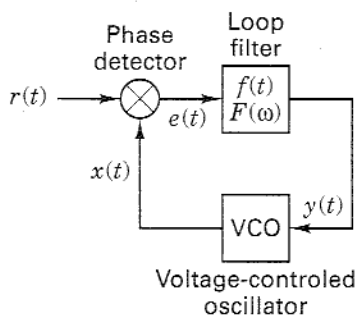 Phase
detector
Loop
filter
r(t)
e(t)
f(t)
F(ω)
x(t)
y(t)
VCO
Voltage-controled
oscillator